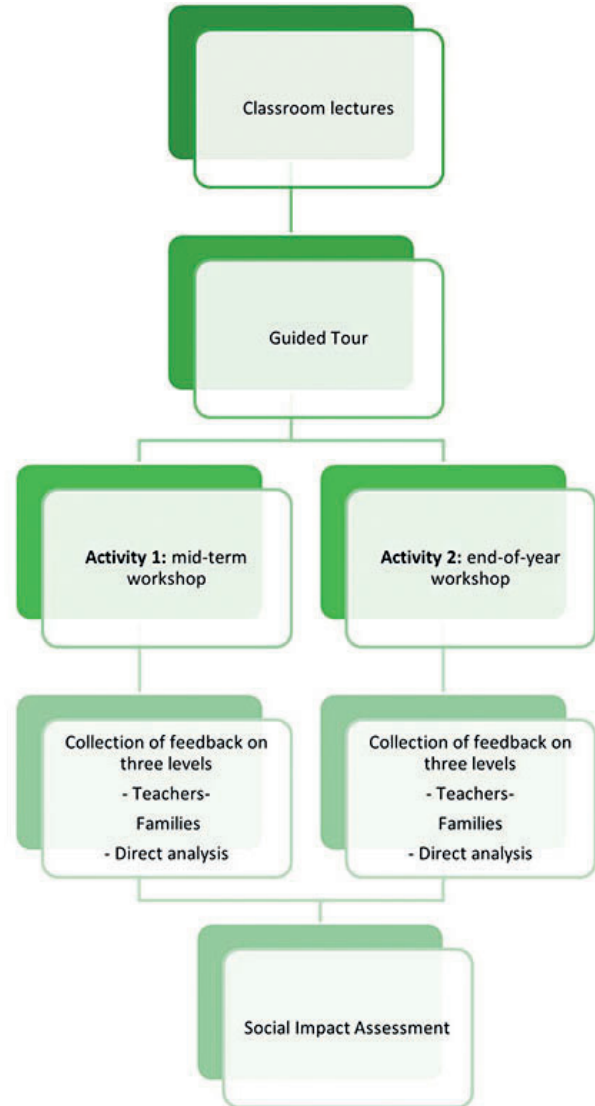 Classroom lectures
Guided Tour
Activity 1: mid-term
workshop
Activity 2: end-of-year
workshop
Collection of feedback on
three levels
- Teachers-
Families
- Direct analysis
Collection of feedback on
three levels
- Teachers-
Families
- Direct analysis
Social Impact Assessment